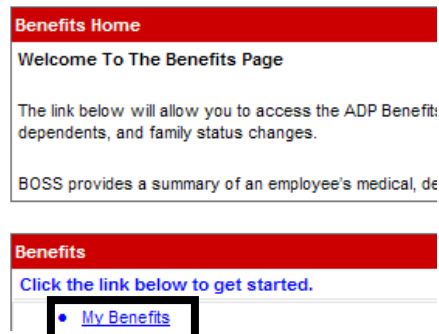 Benefits Home
Welcome To The Benefits Page
The link below will allow you to access the ADP Benefits
dependents, and family status changes.
BOSS provides a summary of an employee's medical, de
Benefits
Click the link below to get started.
My Benefits